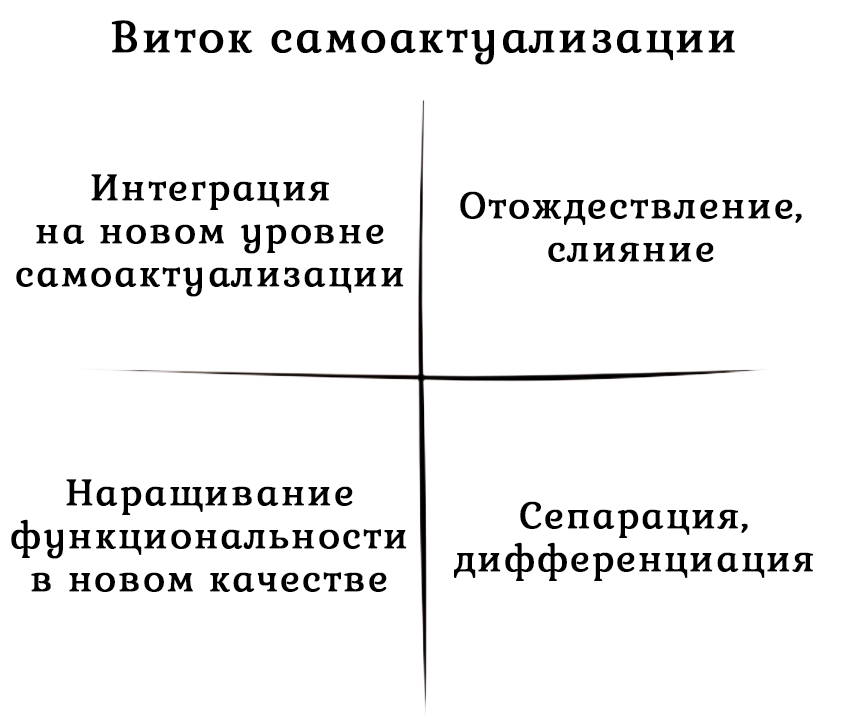 Виток самоактуализации
Интеграция
на новом уровне
самоактуализации
Отождествление,
слияние
Наращивание
функциональности
в новом качестве
Сепарация,
дифференциация